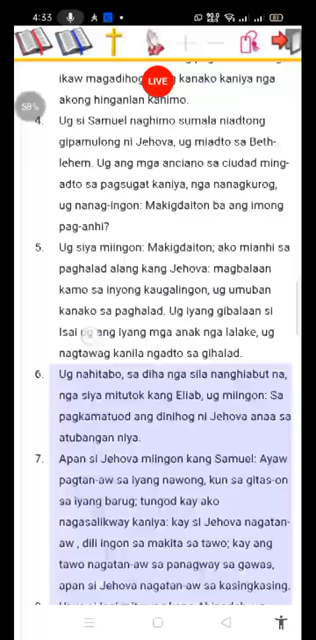 4:33
LIVE
58%
ikaw magadihog kanako kaniya nga
akong hinganlan kanimo.
4. Ug si Samuel naghimo sumala niadtong
gipamulong ni Jehova, ug miadto sa Beth-
lehem. Ug ang mga anciano sa ciudad ming-
adto sa pagsugat kaniya, nga nanagkurog,
ug nanag-ingon: Makigdaiton ba ang imong
pag-anhi?
5. Ug siya miingon: Makigdaiton; ako mianhi sa
paghalad alang kang Jehova: magbalaan
kamo sa inyong kaugalingon, ug umuban
kanako sa paghalad. Ug iyang gibalaan si
Isai ug ang iyang mga anak nga lalake, ug
nagtawag kanila ngadto sa gihalad.
6. Ug nahitabo, sa diha nga sila nanghiabut na,
nga siya mitutok kang Eliab, ug miingon: Sa
pagkamatuod ang dinihog ni Jehova anaa sa
atubangan niya.
7. Apan si Jehova miingon kang Samuel: Ayaw
pagtan-aw sa iyang nawong, kun sa gitas-on
sa iyang barug; tungod kay ako
nagasalikway kaniya: kay si Jehova nagatan-
aw , dili ingon sa makita sa tawo; kay ang
tawo nagatan-aw sa panagway sa gawas,
apan si Jehova nagatan-aw sa kasingkasing.